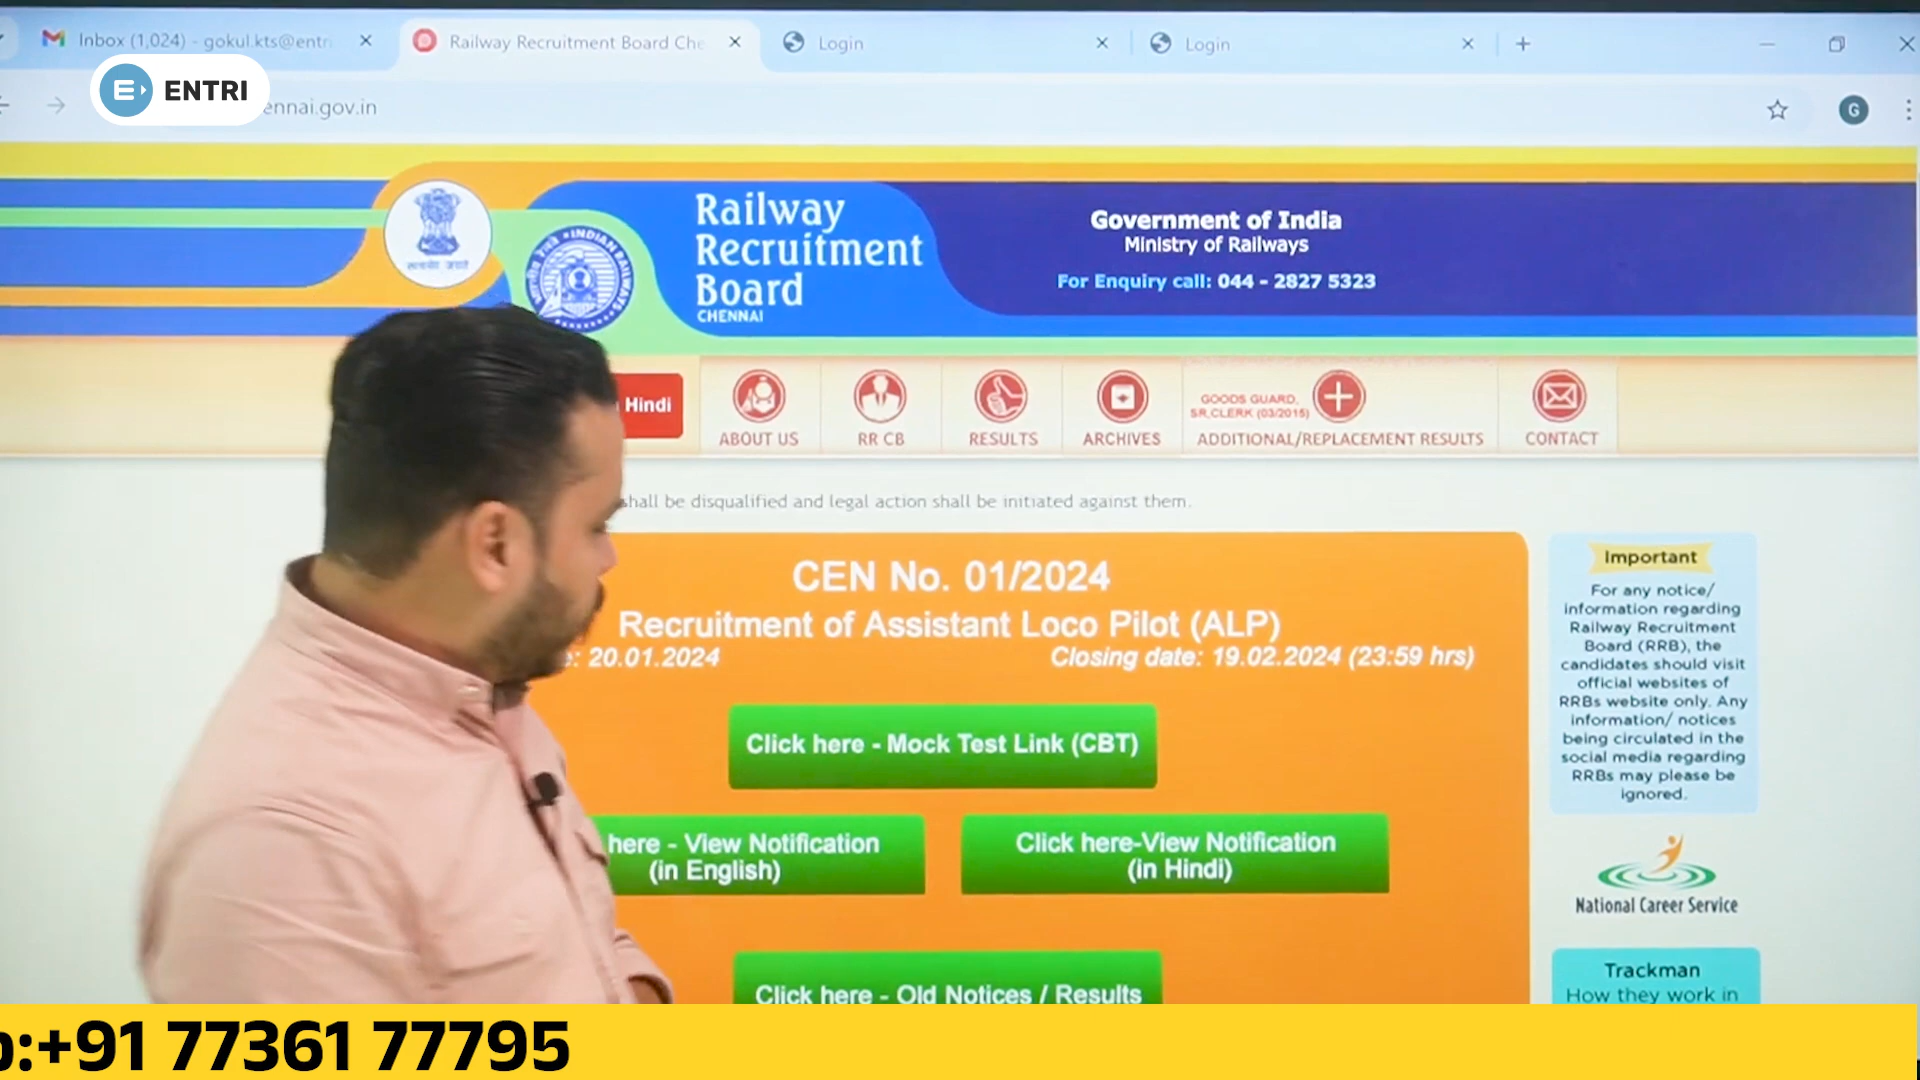 Inbox (1,024) - gokul.kts@entr
Railway Recruitment Board Che
Login
Login
ENTRI
ennai.gov.in
G
Railway
Recruitment
Board
CHENNAI
Government of India
Ministry of Railways
For Enquiry call: 044 - 2827 5323
INDIAN RAILWAYS
सत्यमेव जयते
Hindi
ABOUT US
RR CB
RESULTS
ARCHIVES
GOODS GUARD,
SR.CLERK (03/2015)
ADDITIONAL/REPLACEMENT RESULTS
CONTACT
shall be disqualified and legal action shall be initiated against them.
CEN No. 01/2024
Recruitment of Assistant Loco Pilot (ALP)
e: 20.01.2024
Closing date: 19.02.2024 (23:59 hrs)
Click here - Mock Test Link (CBT)
here - View Notification
(in English)
Click here-View Notification
(in Hindi)
Click here - Old Notices / Results
Important
For any notice/
information regarding
Railway Recruitment
Board (RRB), the
candidates should visit
official websites of
RRBs website only. Any
information/ notices
being circulated in the
social media regarding
RRBs may please be
ignored.
National Career Service
Trackman
How they work in
p:+91 77361 77795